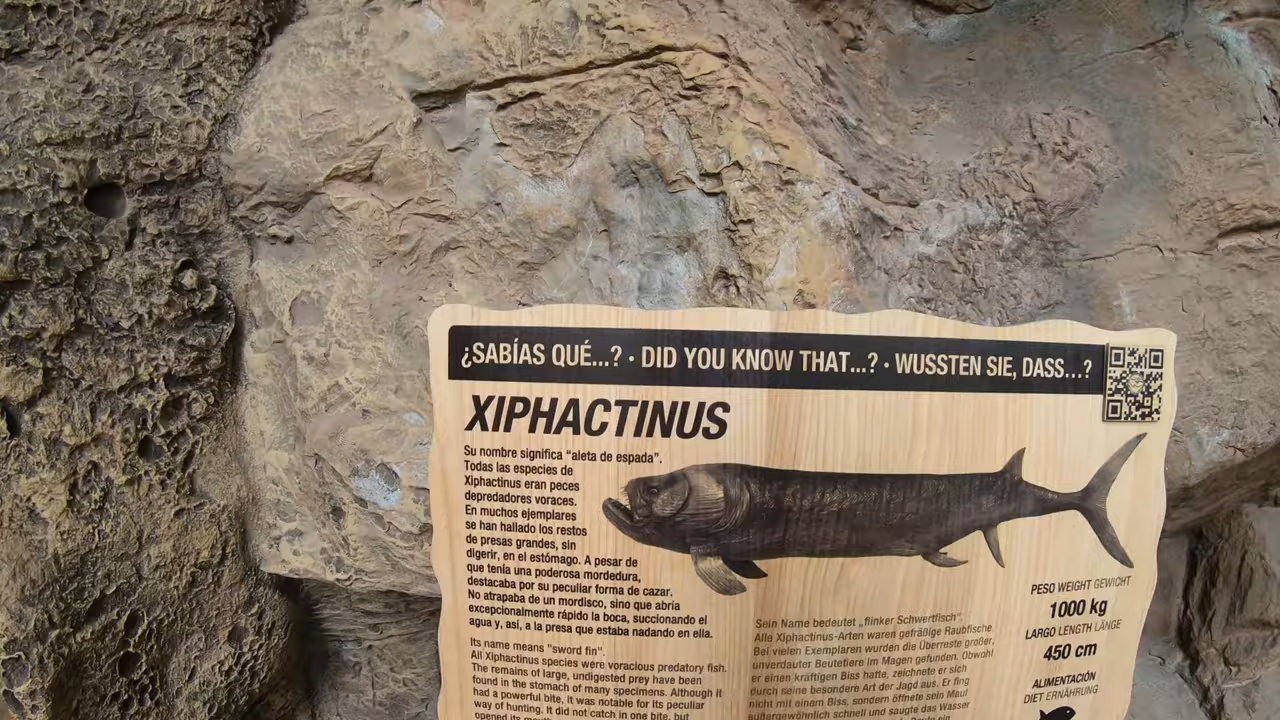 ¿SABÍAS QUÉ...? · DID YOU KNOW THAT...? · WUSSTEN SIE, DASS...?
XIPHACTINUS
Su nombre significa "aleta de espada".
Todas las especies de
Xiphactinus eran peces
depredadores voraces.
En muchos ejemplares
se han hallado los restos
de presas grandes, sin
digerir, en el estómago. A pesar de
que tenía una poderosa mordedura,
destacaba por su peculiar forma de cazar.
No atrapaba de un mordisco, sino que abría
excepcionalmente rápido la boca, succionando el
agua y, así, a la presa que estaba nadando en ella.
Its name means "sword fin".
All Xiphactinus species were voracious predatory fish.
The remains of large, undigested prey have been
found in the stomach of many specimens. Although it
had a powerful bite, it was notable for its peculiar
way of hunting. It did not catch in one bite, but
opened its
Sein Name bedeutet „flinker Schwertfisch".
Alle Xiphactinus-Arten waren gefräßige Raubfische.
Bei vielen Exemplaren wurden die Überreste großer,
unverdauter Beutetiere im Magen gefunden. Obwohl
er einen kräftigen Biss hatte, zeichnete er sich
durch seine besondere Art der Jagd aus. Er fing
nicht mit einem Biss, sondern öffnete sein Maul
außergewöhnlich schnell und saugte das Wasser
PESO WEIGHT GEWICHT
1000 kg
LARGO LENGTH LÄNGE
450 cm
ALIMENTACIÓN
DIET ERNÄHRUNG